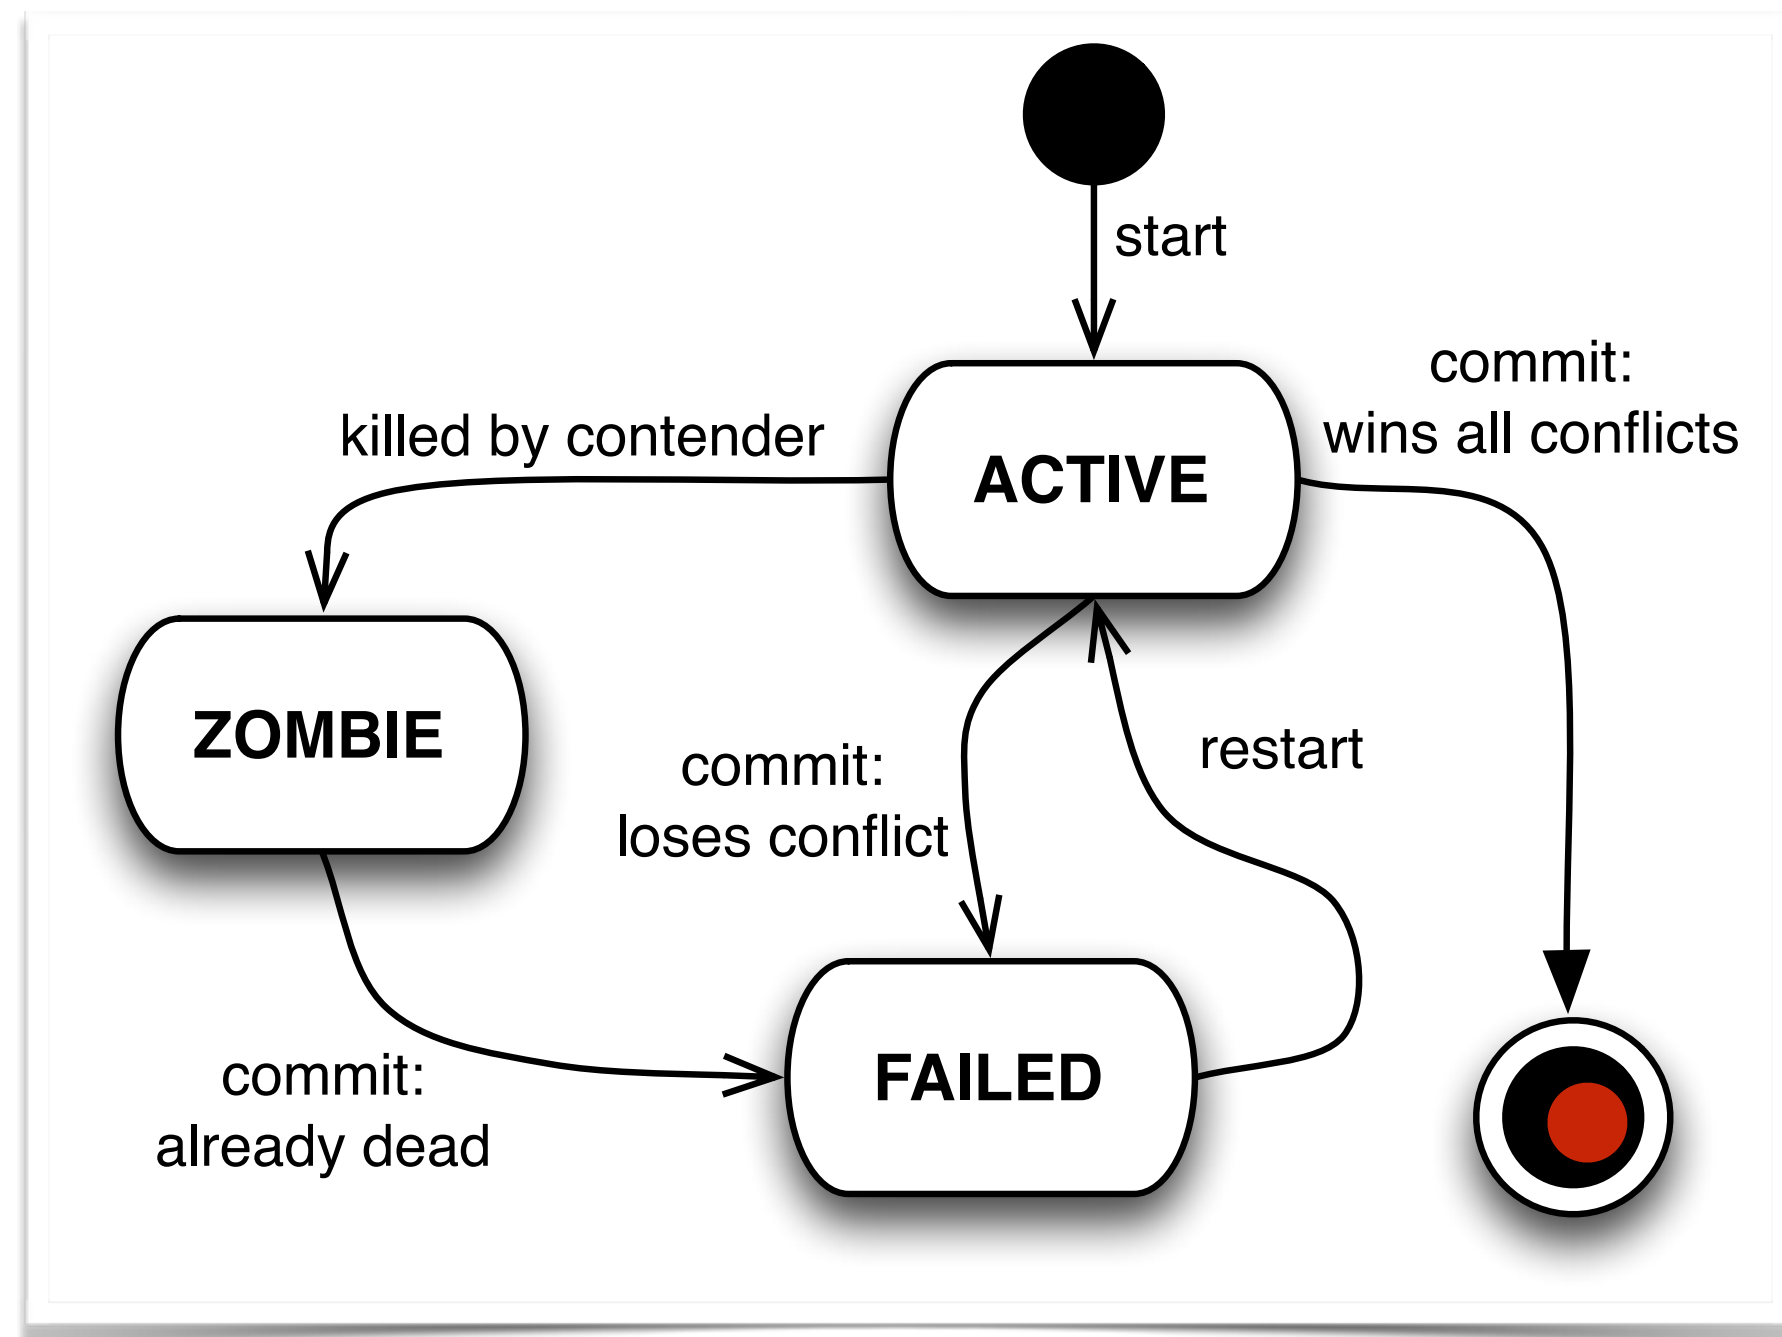 start
commit:
wins all conflicts
killed by contender
ACTIVE
ZOMBIE
restart
commit:
loses conflict
commit:
already dead
FAILED